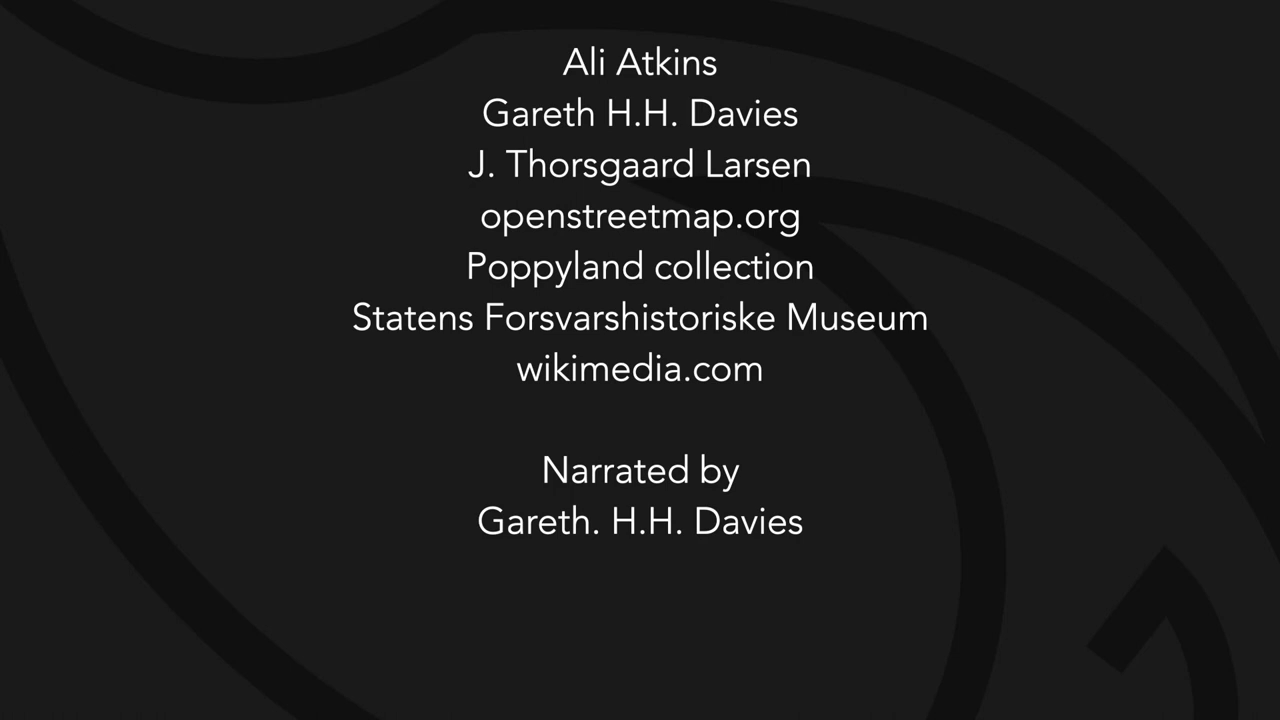 Ali Atkins
Gareth H.H. Davies
J. Thorsgaard Larsen
openstreetmap.org
Poppyland collection
Statens Forsvarshistoriske Museum
wikimedia.com
Narrated by
Gareth. H.H. Davies